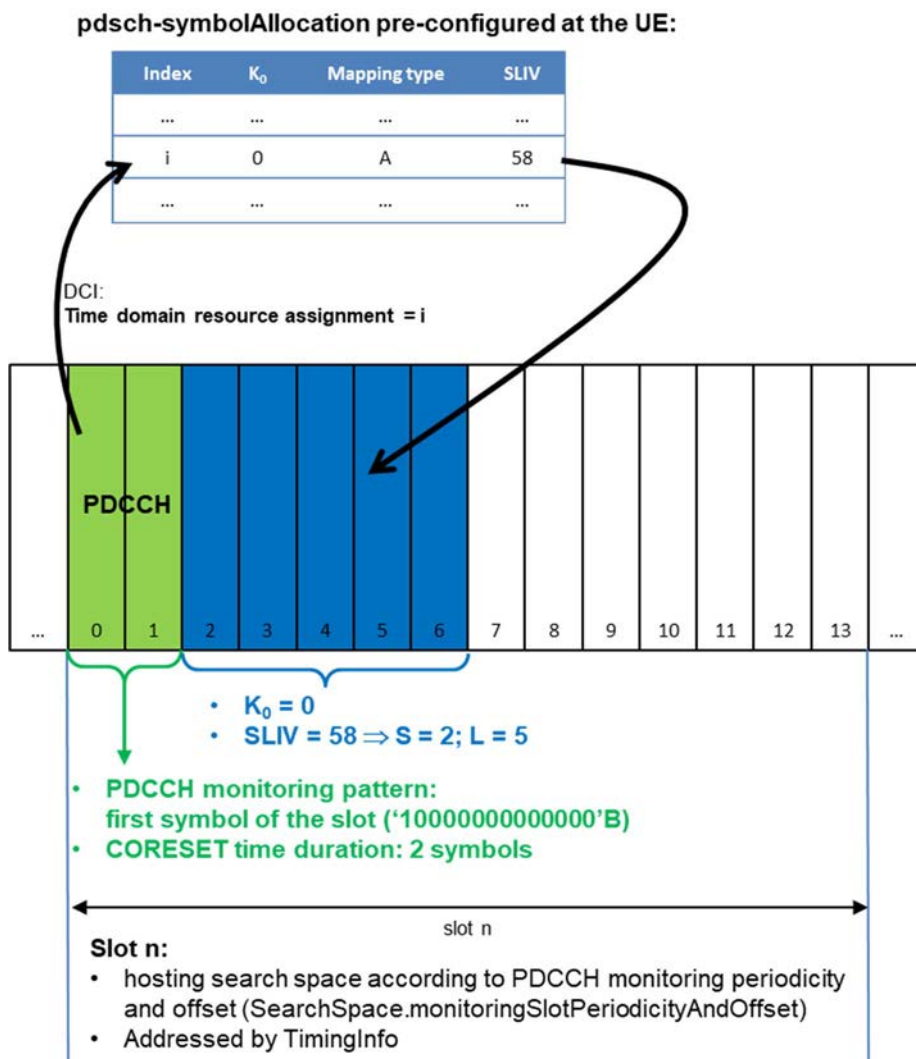 pdsch-symbolAllocation pre-configured at the UE:
Index K₀ Mapping type SLIV
... ... ... ...
i 0 A 58
... ... ... ...
DCI:
Time domain resource assignment = i
PDCCH
... 0 1 2 3 4 5 6 7 8 9 10 11 12 13 ...
• K₀ = 0
• SLIV = 58 ⇒ S = 2; L = 5
• PDCCH monitoring pattern:
first symbol of the slot (‘10000000000000’B)
• CORESET time duration: 2 symbols
slot n
Slot n:
• hosting search space according to PDCCH monitoring periodicity
and offset (SearchSpace.monitoringSlotPeriodicityAndOffset)
• Addressed by TimingInfo